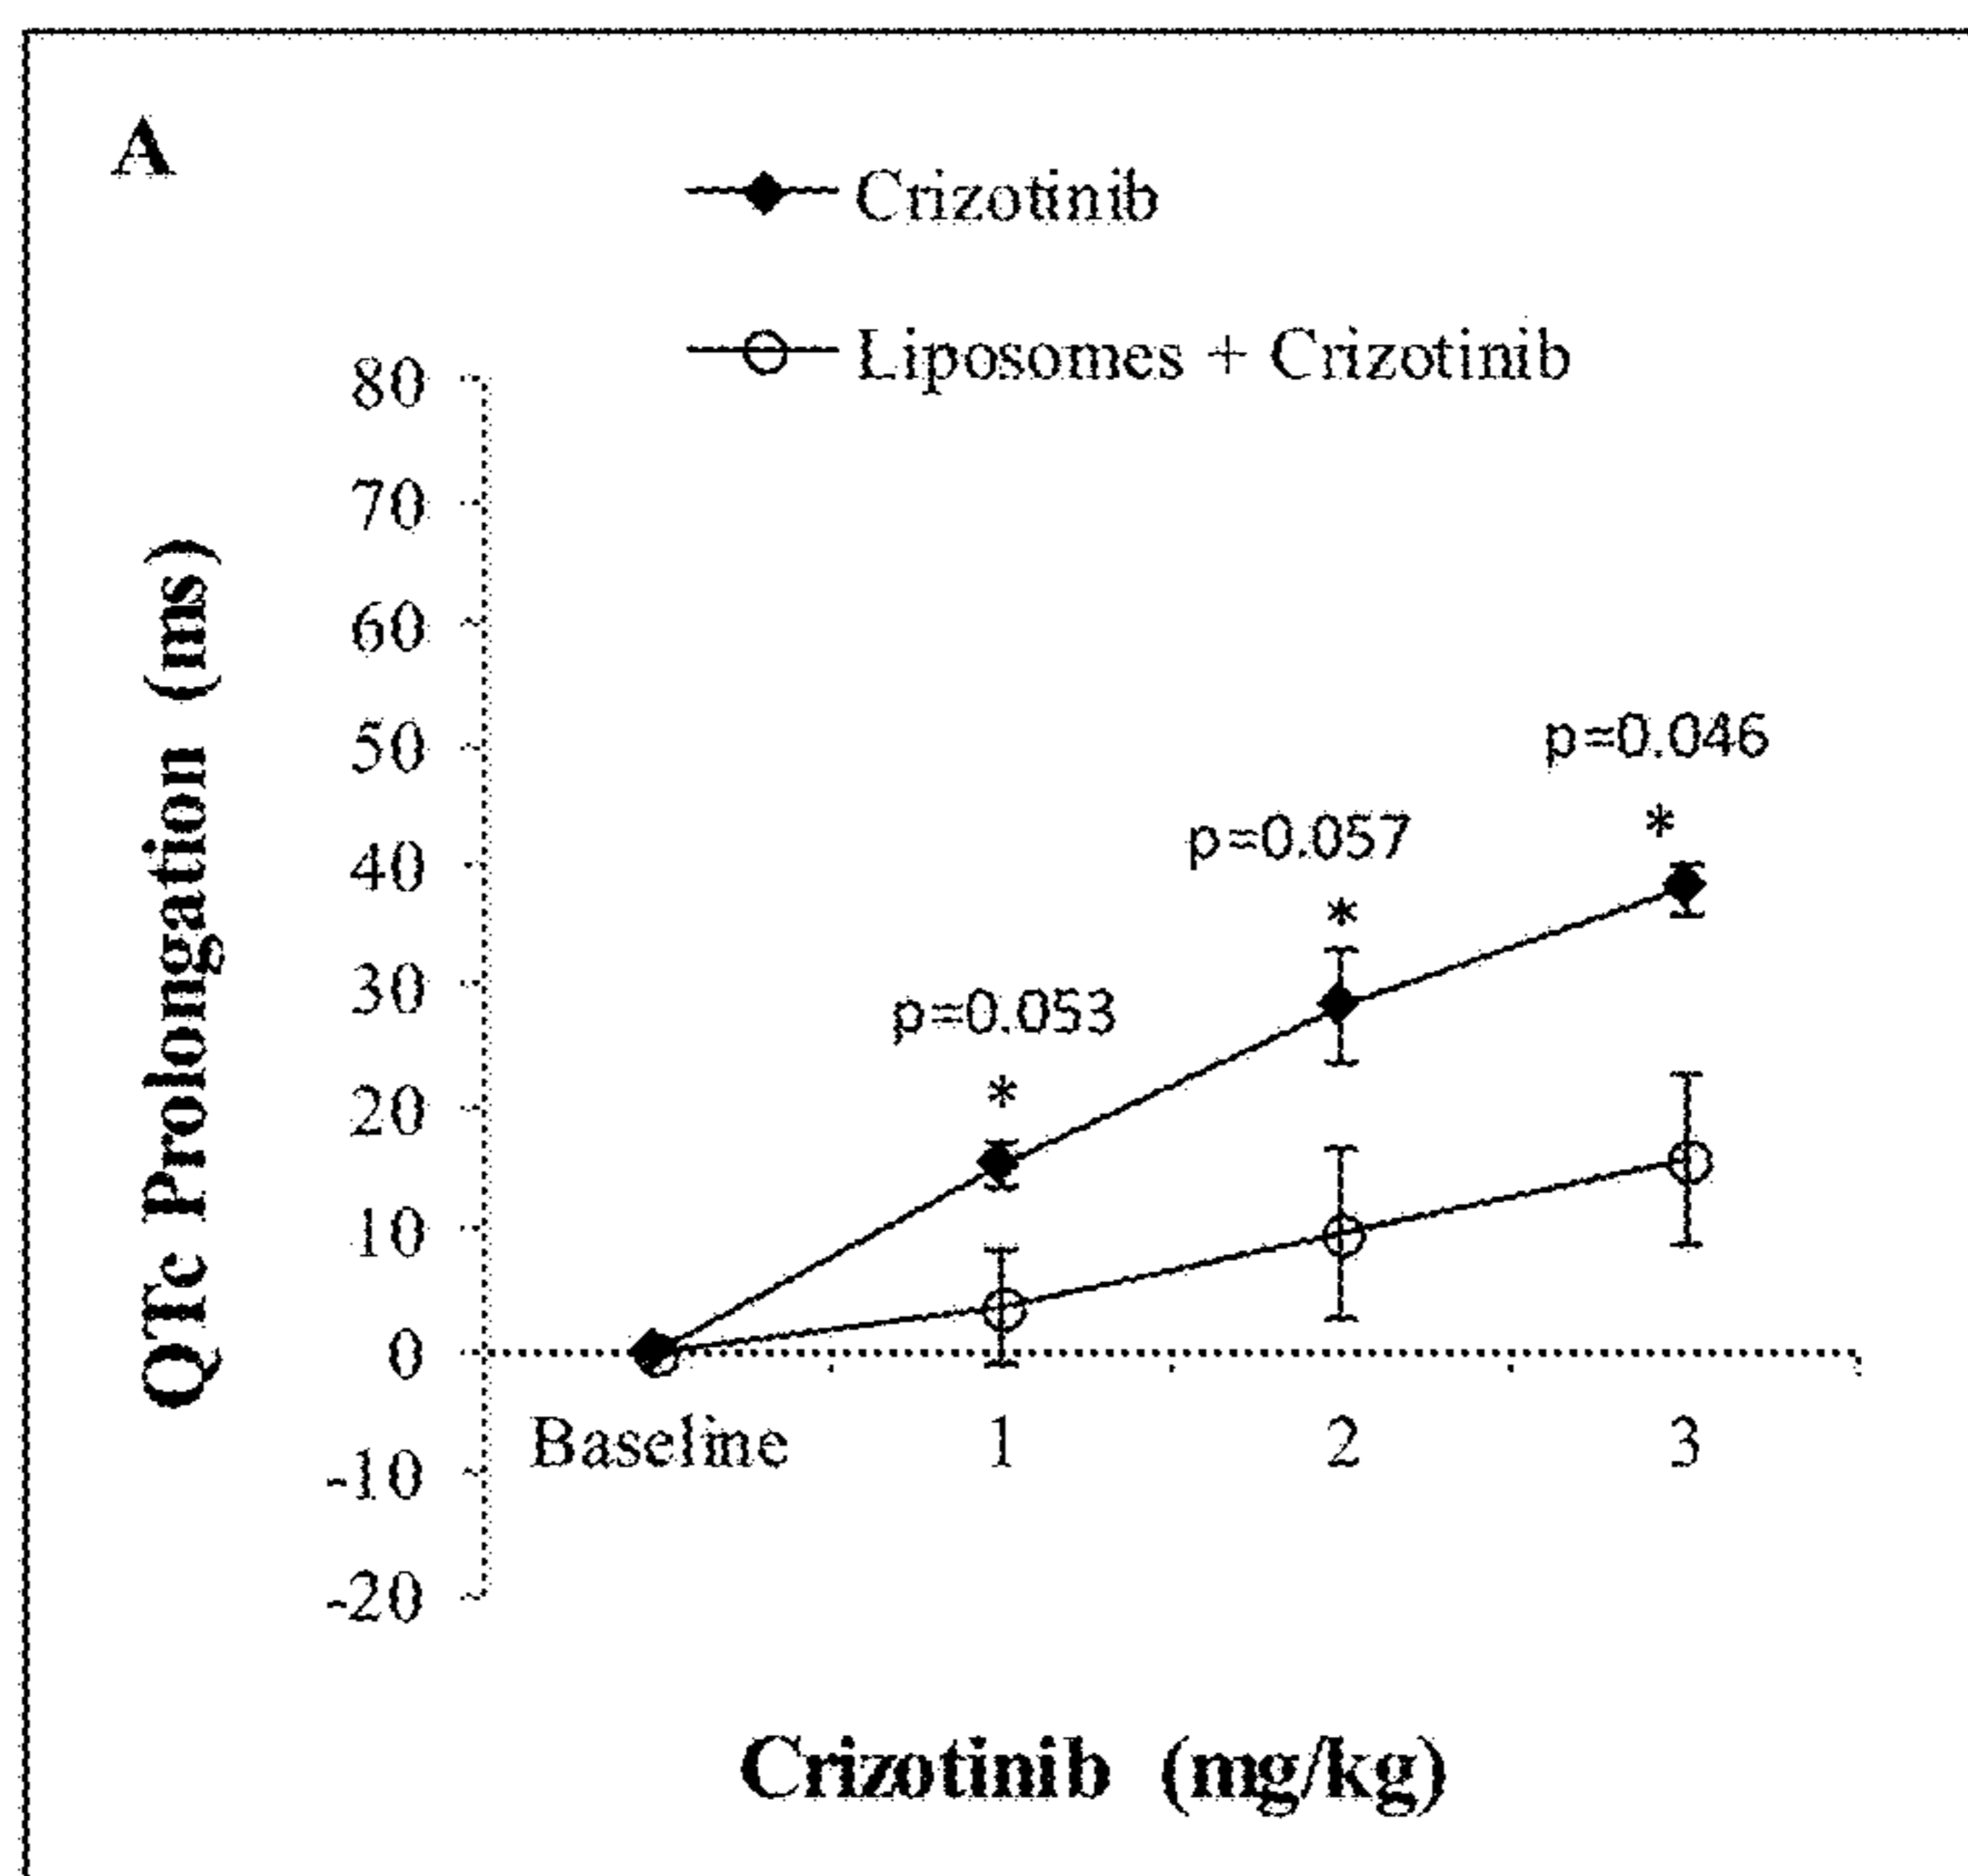 A
Crizotinib
Liposomes + Crizotinib
80
70
60
50
40
30
20
10
0
-10
-20
QTc Prolongation (ms)
p=0.046
*
p=0.057
*
p=0.053
*
Baseline 1 2 3
Crizotinib (mg/kg)